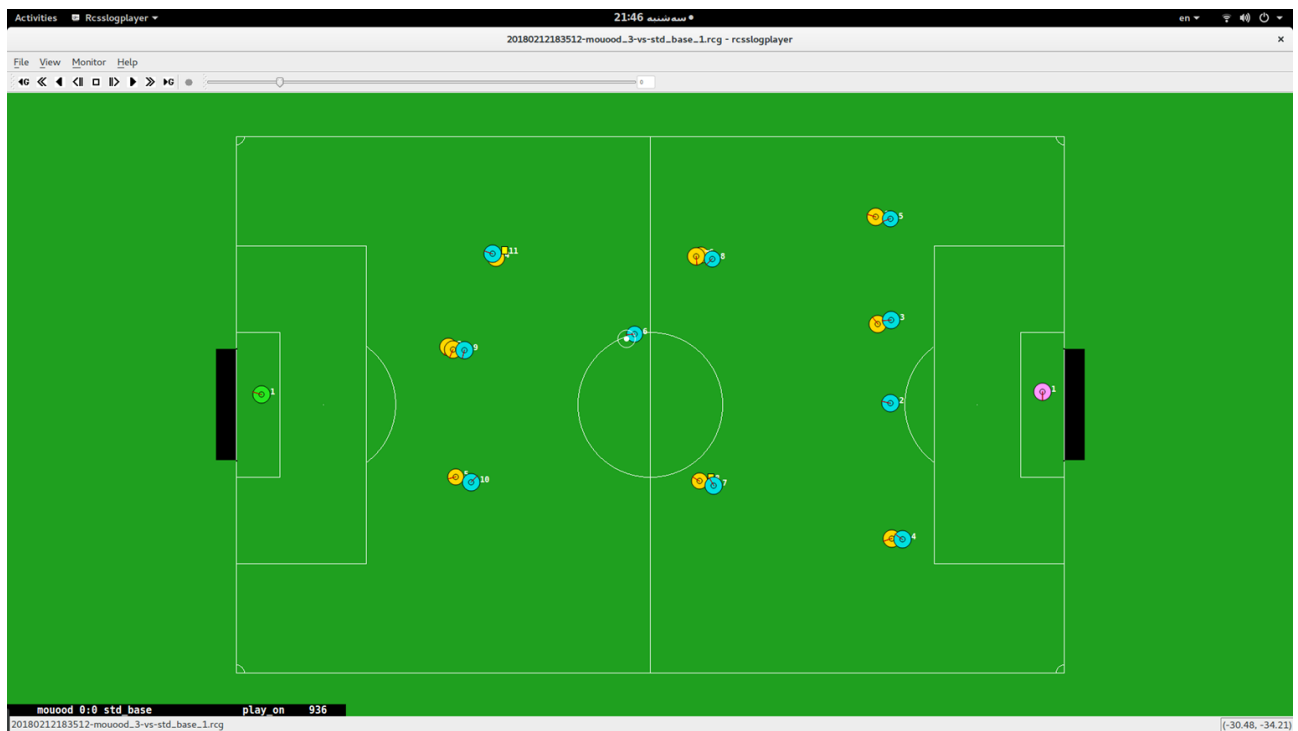 Activities Rcsslogplayer سه‌شنبه 21:46 en
20180212183512-mouood_3-vs-std_base_1.rcg - rcsslogplayer ×
File View Monitor Help
G G 0
5
11
8
6
3
9
1 1
2
10
7
4
mouood 0:0 std_base play_on 936
20180212183512-mouood_3-vs-std_base_1.rcg (-30.48, -34.21)